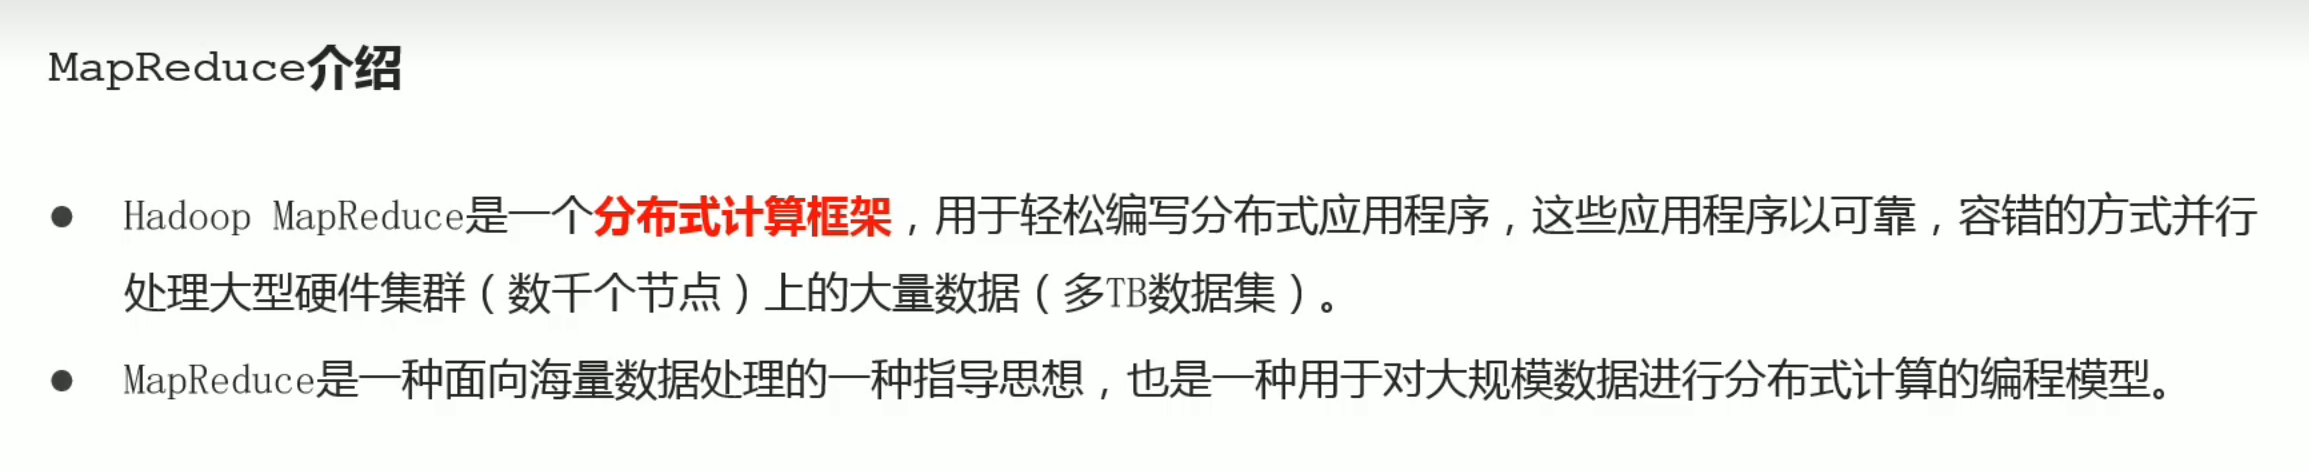 MapReduce介绍
● Hadoop MapReduce是一个分布式计算框架，用于轻松编写分布式应用程序，这些应用程序以可靠，容错的方式并行
处理大型硬件集群（数千个节点）上的大量数据（多TB数据集）。
● MapReduce是一种面向海量数据处理的一种指导思想，也是一种用于对大规模数据进行分布式计算的编程模型。